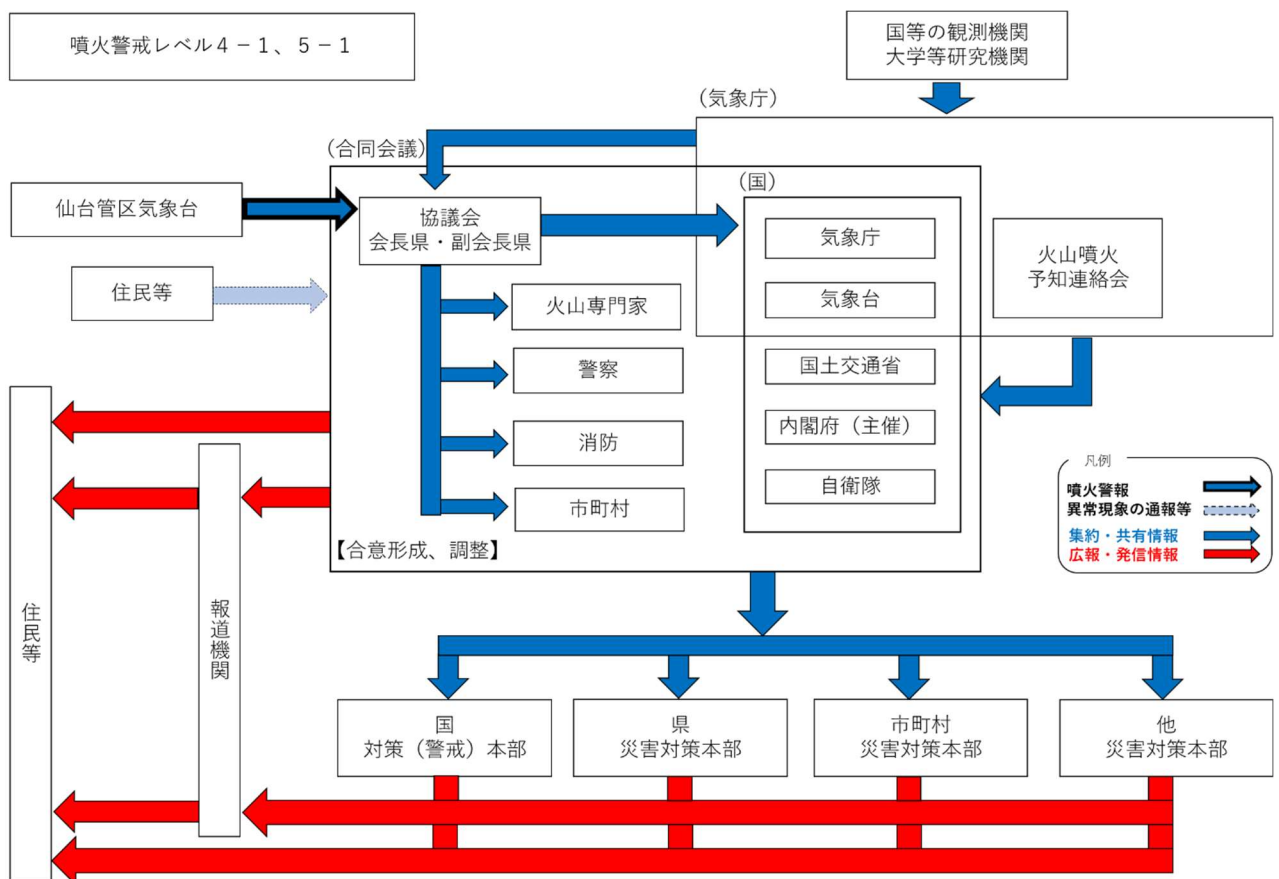 噴火警戒レベル４－１、５－１
国等の観測機関
大学等研究機関
（気象庁）
（合同会議）
（国）
仙台管区気象台
協議会
会長県・副会長県
気象庁
火山噴火
予知連絡会
住民等
火山専門家
気象台
警察
国土交通省
消防
内閣府（主催）
市町村
自衛隊
【合意形成、調整】
凡例
噴火警報
異常現象の通報等
集約・共有情報
広報・発信情報
住民等
報道機関
国
対策（警戒）本部
県
災害対策本部
市町村
災害対策本部
他
災害対策本部